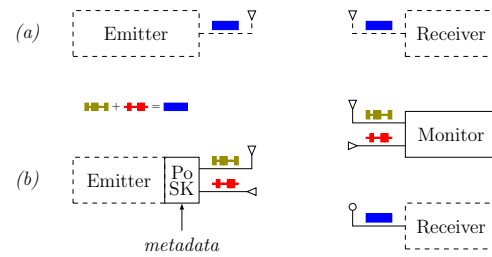 (a)
Emitter
Receiver
+ =
Monitor
(b)
Emitter
Po
SK
Receiver
metadata